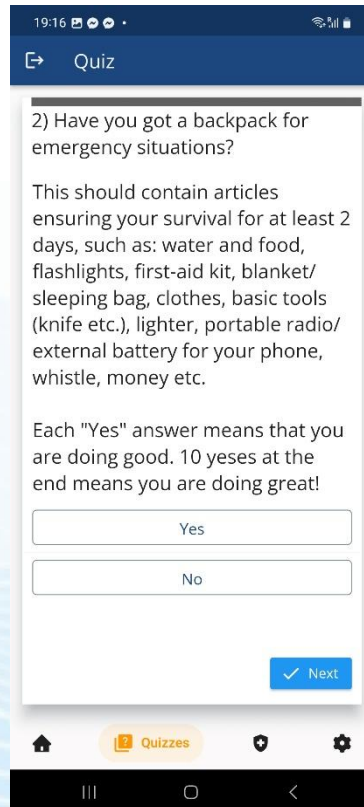 19:16
Quiz
2) Have you got a backpack for
emergency situations?
This should contain articles
ensuring your survival for at least 2
days, such as: water and food,
flashlights, first-aid kit, blanket/
sleeping bag, clothes, basic tools
(knife etc.), lighter, portable radio/
external battery for your phone,
whistle, money etc.
Each "Yes" answer means that you
are doing good. 10 yeses at the
end means you are doing great!
Yes
No
Next
Quizzes